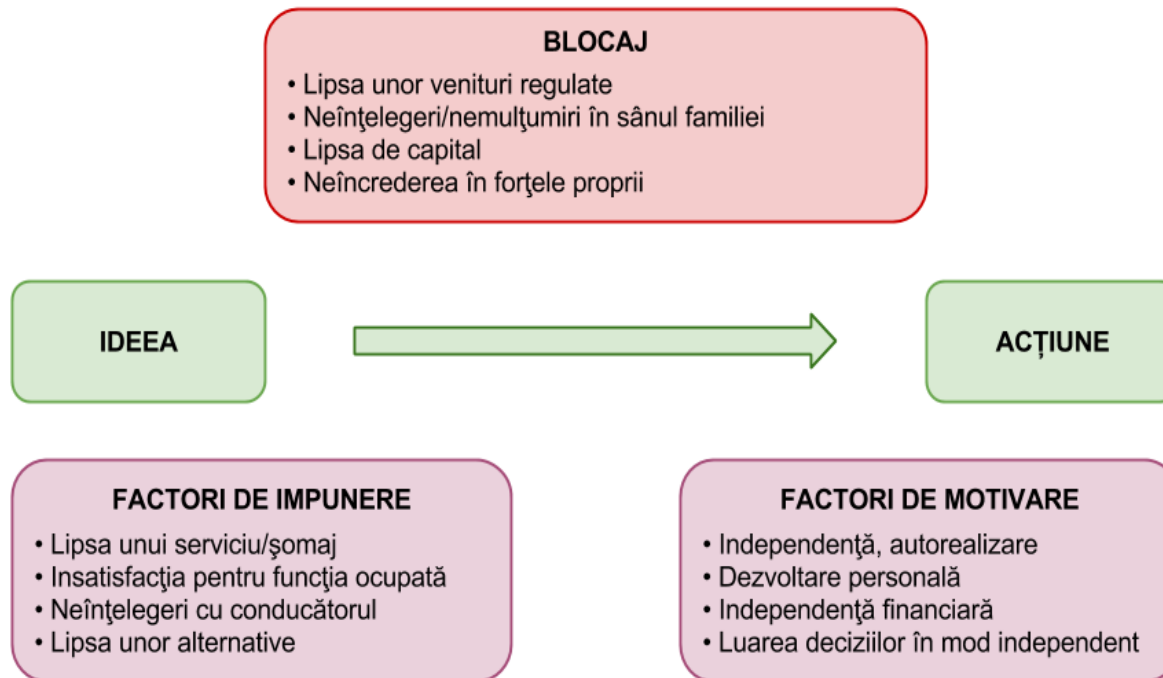 BLOCAJ
• Lipsa unor venituri regulate
• Neînţelegeri/nemulţumiri în sânul familiei
• Lipsa de capital
• Neîncrederea în forţele proprii
IDEEA
ACȚIUNE
FACTORI DE IMPUNERE
• Lipsa unui serviciu/şomaj
• Insatisfacţia pentru funcţia ocupată
• Neînţelegeri cu conducătorul
• Lipsa unor alternative
FACTORI DE MOTIVARE
• Independenţă, autorealizare
• Dezvoltare personală
• Independenţă financiară
• Luarea deciziilor în mod independent